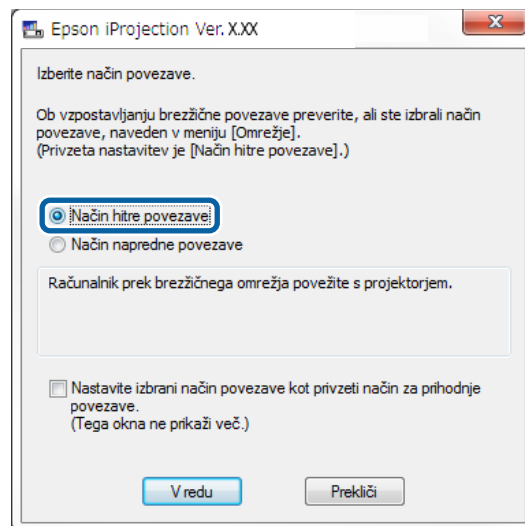 Epson iProjection Ver. X.XX
Izberite način povezave.
Ob vzpostavljanju brezžične povezave preverite, ali ste izbrali način
povezave, naveden v meniju [Omrežje].
(Privzeta nastavitev je [Način hitre povezave].)
Način hitre povezave
Način napredne povezave
Računalnik prek brezžičnega omrežja povežite s projektorjem.
Nastavite izbrani način povezave kot privzeti način za prihodnje
povezave.
(Tega okna ne prikaži več.)
V redu
Prekliči